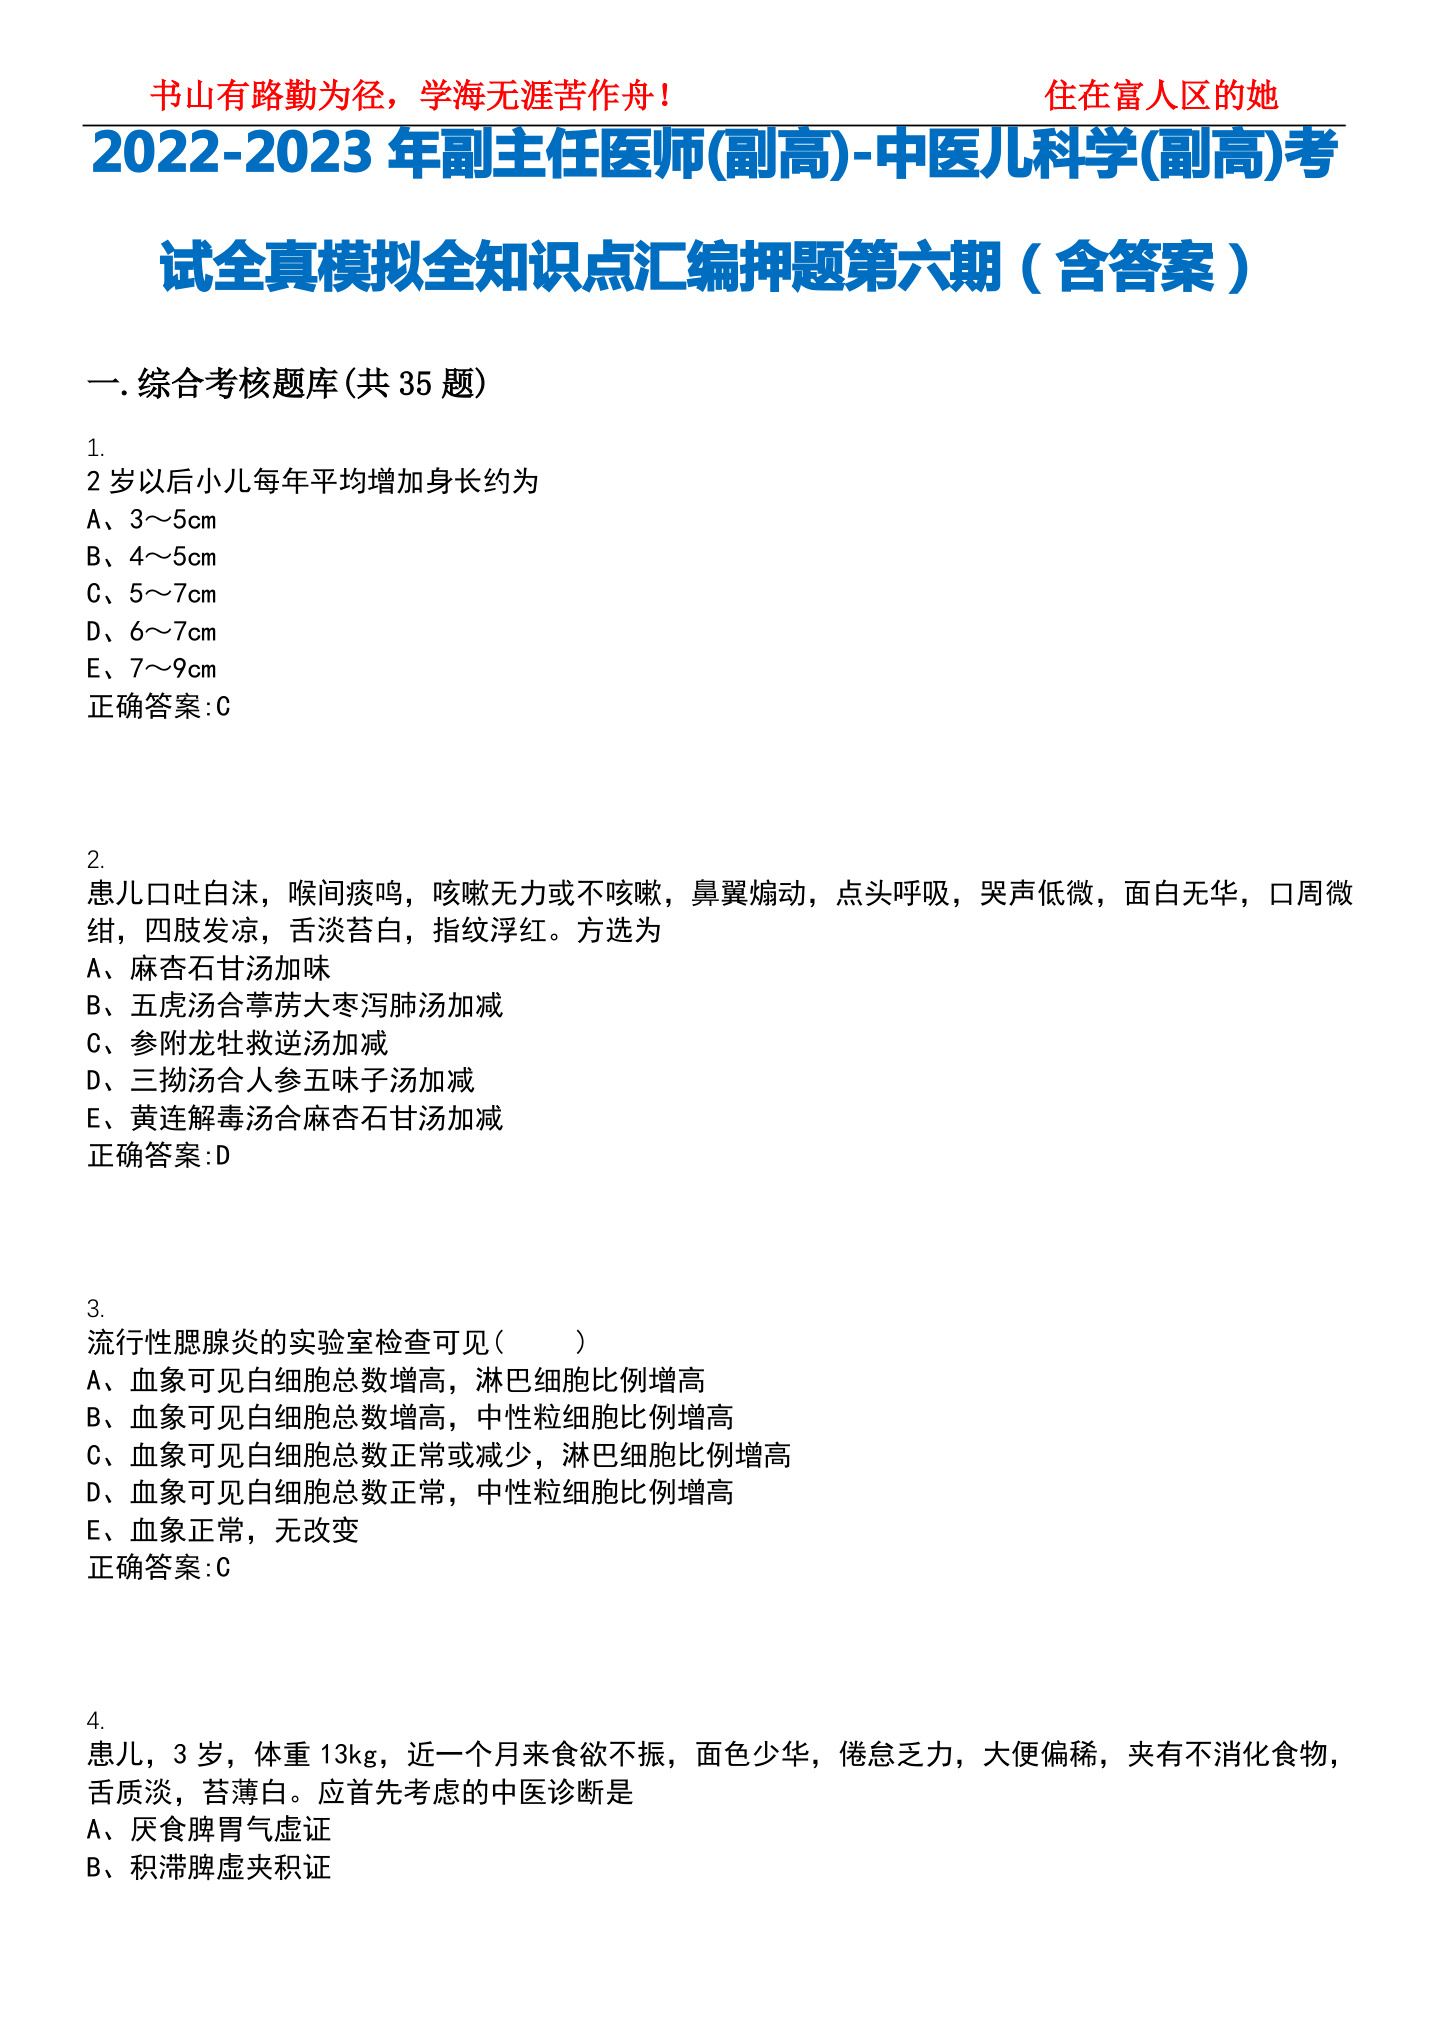 书山有路勤为径，学海无涯苦作舟！ 住在富人区的她
2022-2023 年副主任医师(副高)-中医儿科学(副高)考
试全真模拟全知识点汇编押题第六期（含答案）
一.综合考核题库(共 35 题)
1.
2 岁以后小儿每年平均增加身长约为
A、3～5cm
B、4～5cm
C、5～7cm
D、6～7cm
E、7～9cm
正确答案:C
2.
患儿口吐白沫，喉间痰鸣，咳嗽无力或不咳嗽，鼻翼煽动，点头呼吸，哭声低微，面白无华，口周微
绀，四肢发凉，舌淡苔白，指纹浮红。方选为
A、麻杏石甘汤加味
B、五虎汤合葶苈大枣泻肺汤加减
C、参附龙牡救逆汤加减
D、三拗汤合人参五味子汤加减
E、黄连解毒汤合麻杏石甘汤加减
正确答案:D
3.
流行性腮腺炎的实验室检查可见(　　)
A、血象可见白细胞总数增高，淋巴细胞比例增高
B、血象可见白细胞总数增高，中性粒细胞比例增高
C、血象可见白细胞总数正常或减少，淋巴细胞比例增高
D、血象可见白细胞总数正常，中性粒细胞比例增高
E、血象正常，无改变
正确答案:C
4.
患儿，3 岁，体重 13kg，近一个月来食欲不振，面色少华，倦怠乏力，大便偏稀，夹有不消化食物，
舌质淡，苔薄白。应首先考虑的中医诊断是
A、厌食脾胃气虚证
B、积滞脾虚夹积证